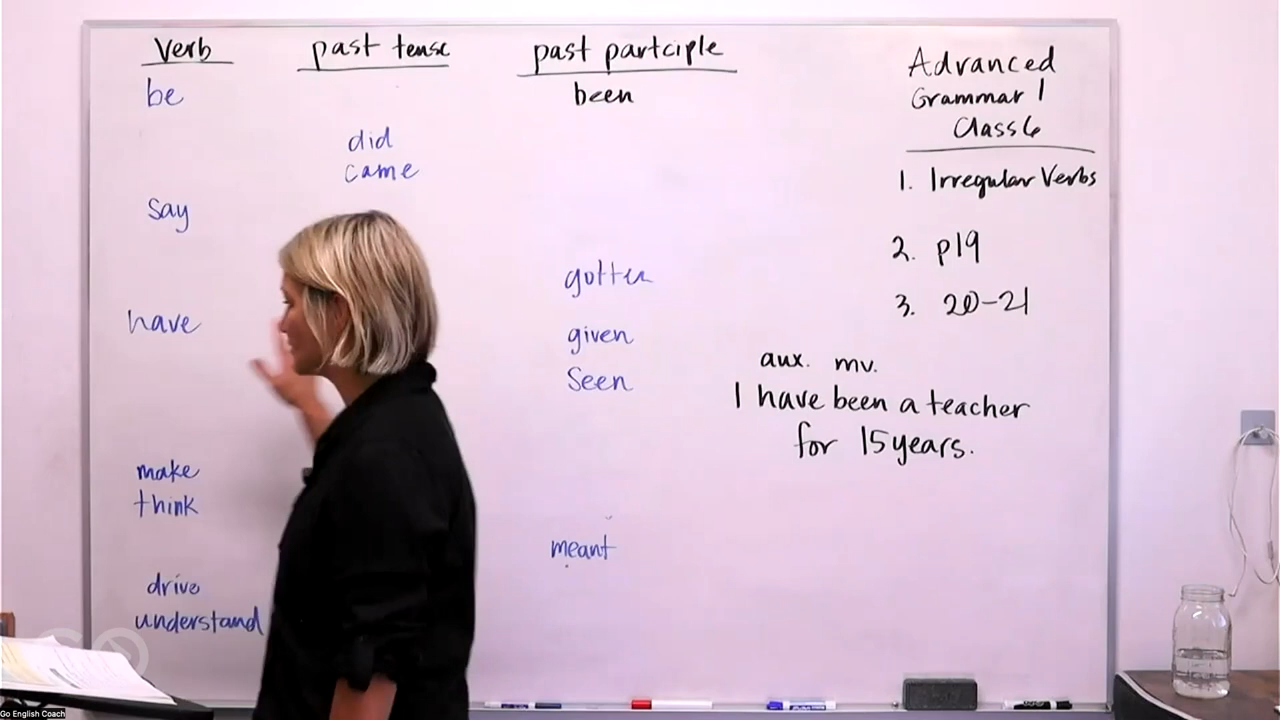 Verb past tense past partciple
be been
did
came
say
gotten
have given
Seen
make
think
meant
drive
understand
Advanced
Grammar 1
Class 6
1. Irregular Verbs
2. p19
3. 20-21
aux. mv.
I have been a teacher
for 15 years.
Go English Coach